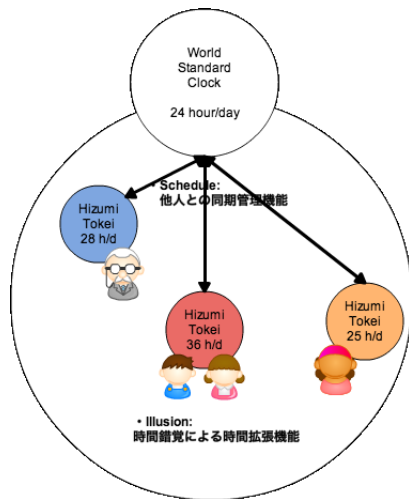 World
Standard
Clock
24 hour/day
・Schedule:
他人との同期管理機能
Hizumi
Tokei
28 h/d
Hizumi
Tokei
36 h/d
Hizumi
Tokei
25 h/d
・Illusion:
時間錯覚による時間拡張機能